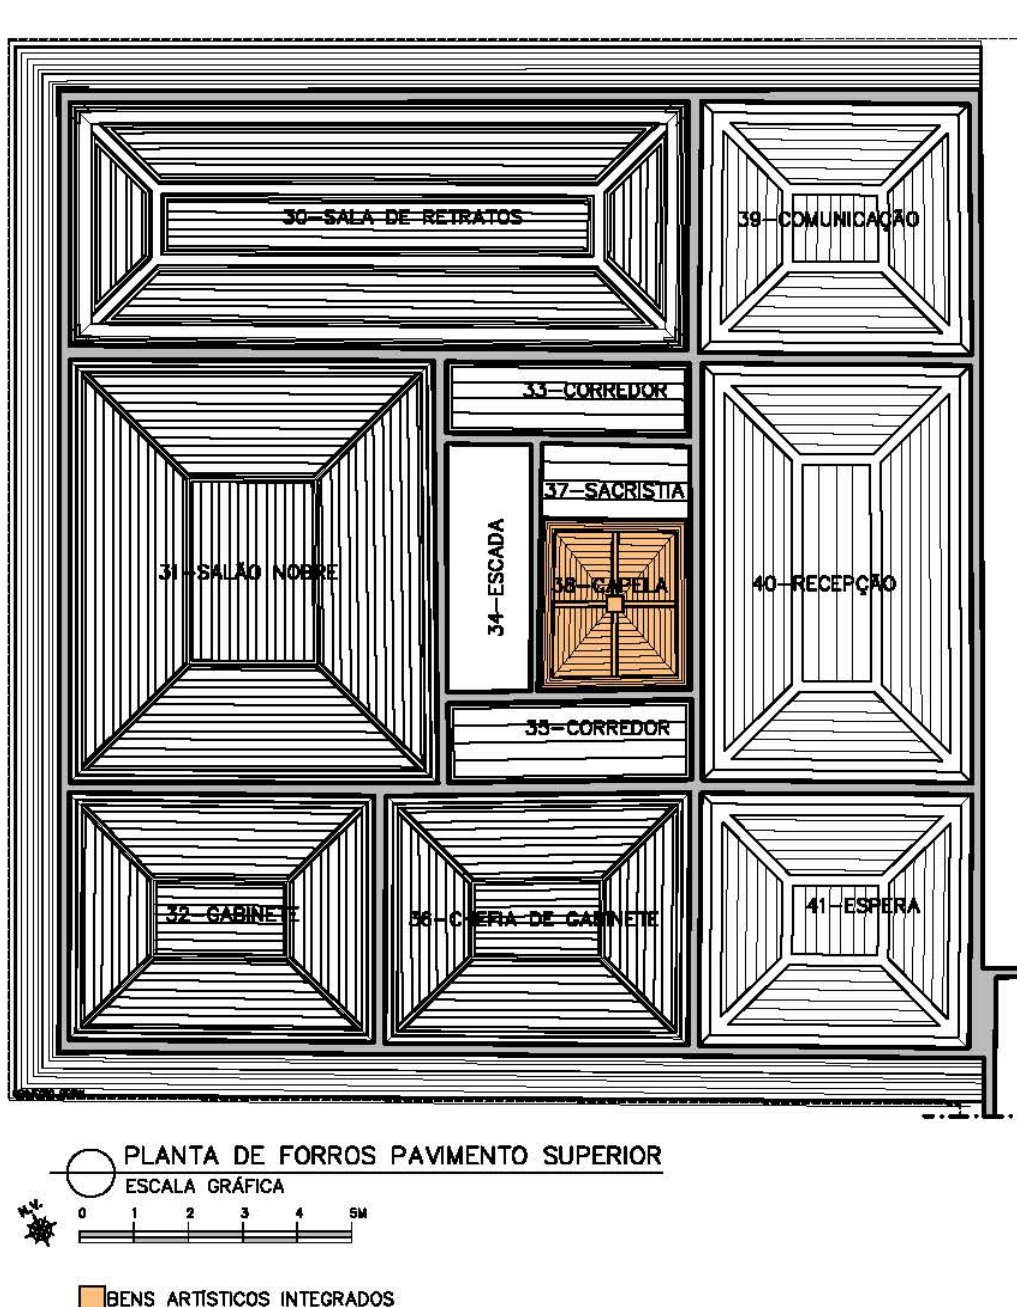 30-SALA DE RETRATOS
39-COMUNICAÇÃO
33-CORREDOR
37-SACRISTIA
34-ESCADA
31-SALÃO NOBRE
38-CAPELA
40-RECEPÇÃO
35-CORREDOR
32-GABINETE
36-CHEFIA DE GABINETE
41-ESPERA
PLANTA DE FORROS PAVIMENTO SUPERIOR
ESCALA GRÁFICA
N.V.
0 1 2 3 4 5M
BENS ARTÍSTICOS INTEGRADOS